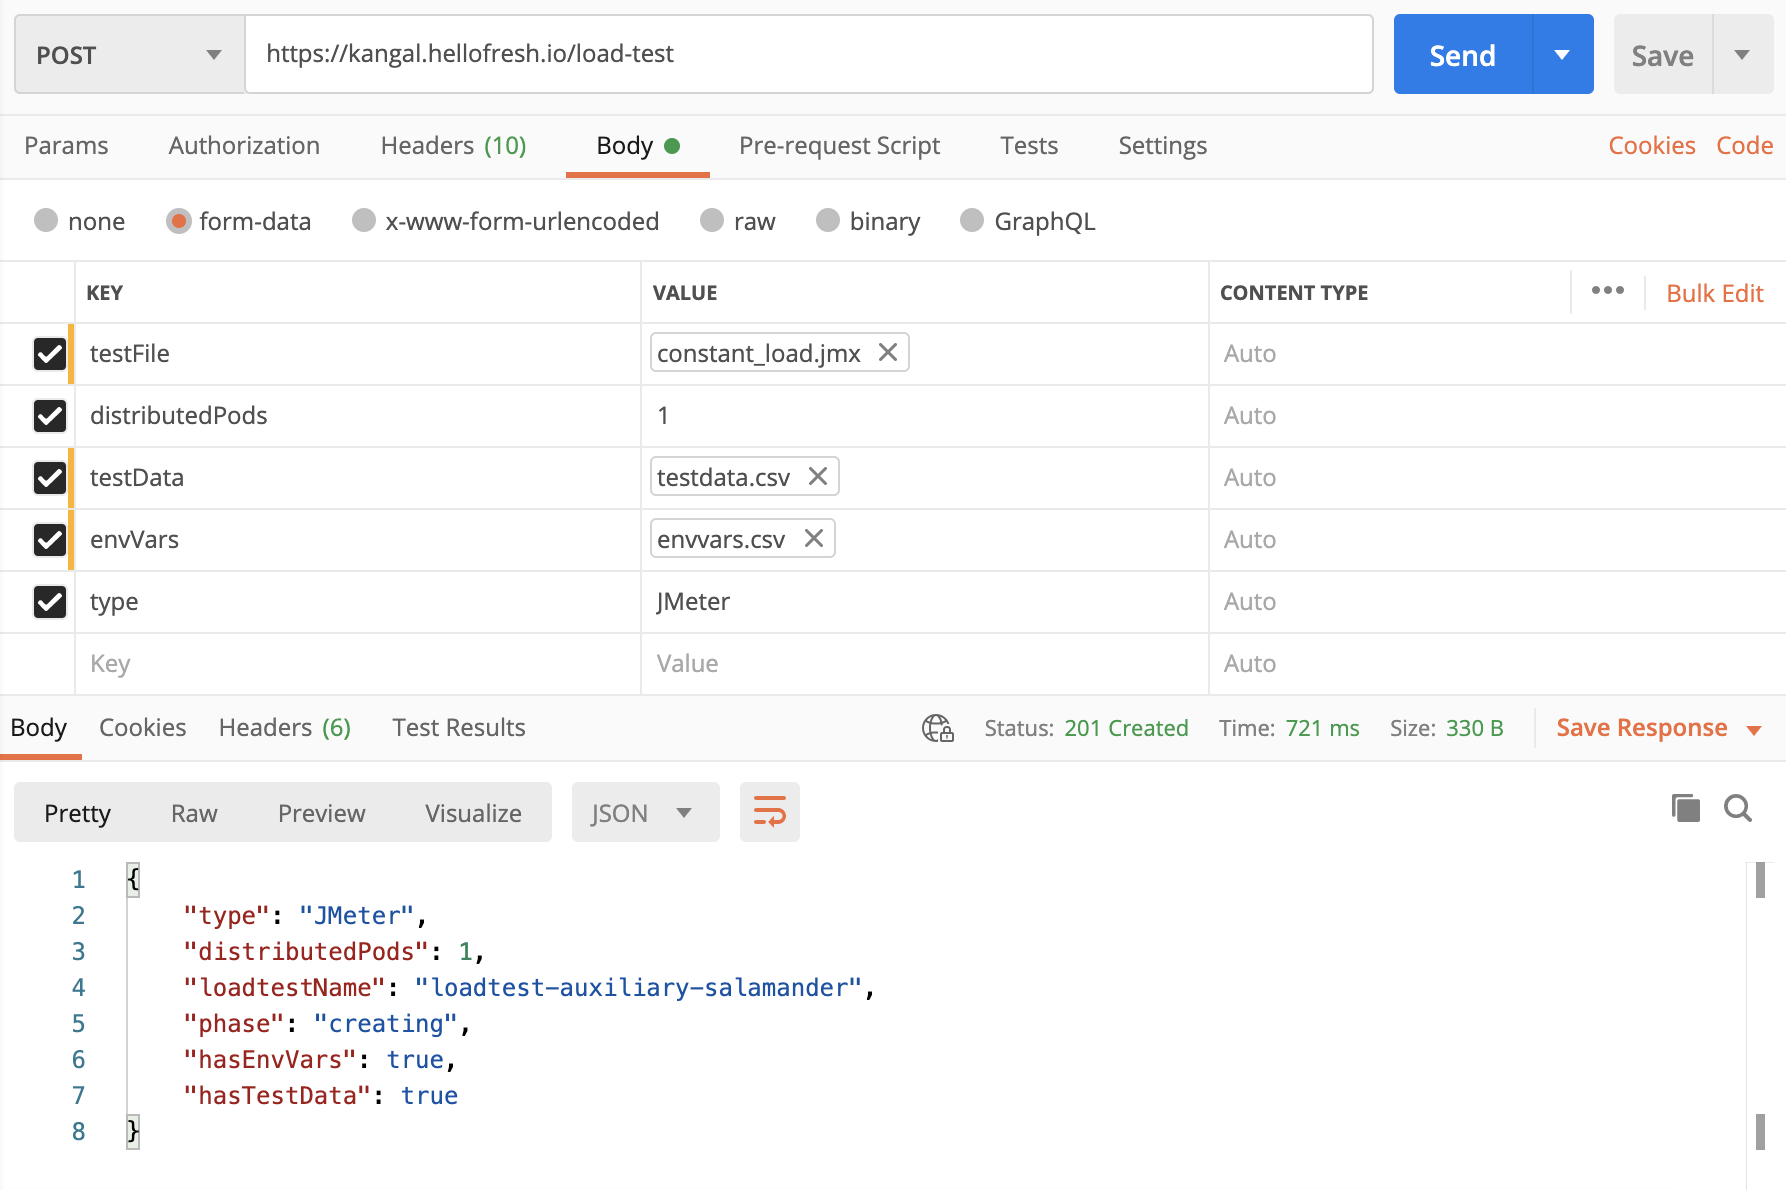 POST https://kangal.hellofresh.io/load-test Send Save
Params Authorization Headers (10) Body Pre-request Script Tests Settings Cookies Code
none form-data x-www-form-urlencoded raw binary GraphQL
KEY VALUE CONTENT TYPE ••• Bulk Edit
testFile constant_load.jmx Auto
distributedPods 1 Auto
testData testdata.csv Auto
envVars envvars.csv Auto
type JMeter Auto
Key Value Auto
Body Cookies Headers (6) Test Results Status: 201 Created Time: 721 ms Size: 330 B Save Response
Pretty Raw Preview Visualize JSON
1 {
2 "type": "JMeter",
3 "distributedPods": 1,
4 "loadtestName": "loadtest-auxiliary-salamander",
5 "phase": "creating",
6 "hasEnvVars": true,
7 "hasTestData": true
8 }